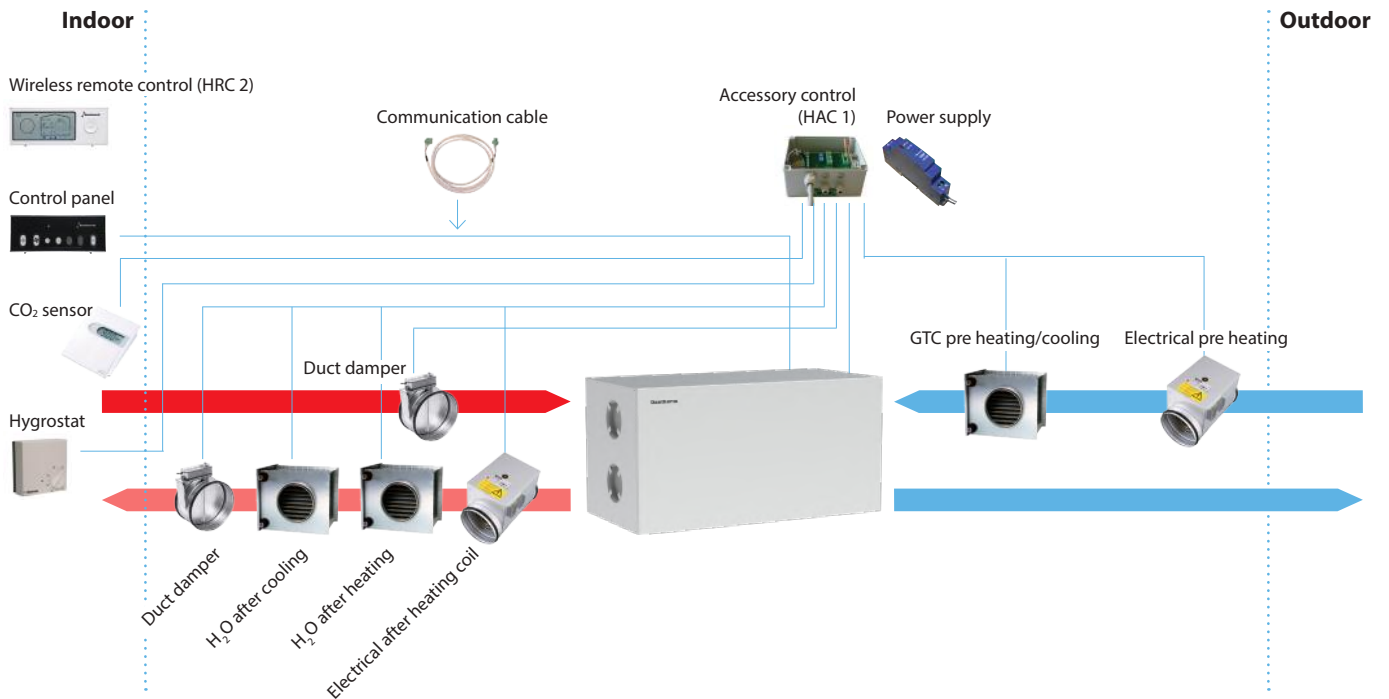 Indoor
Outdoor
Wireless remote control (HRC 2)
Communication cable
Accessory control
(HAC 1)
Power supply
Control panel
CO₂ sensor
GTC pre heating/cooling
Electrical pre heating
Duct damper
Hygrostat
Duct damper
H₂O after cooling
H₂O after heating
Electrical after heating coil